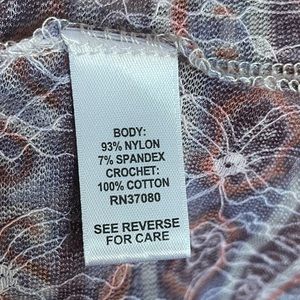 BODY:
93% NYLON
7% SPANDEX
CROCHET:
100% COTTON
RN37080
SEE REVERSE
FOR CARE